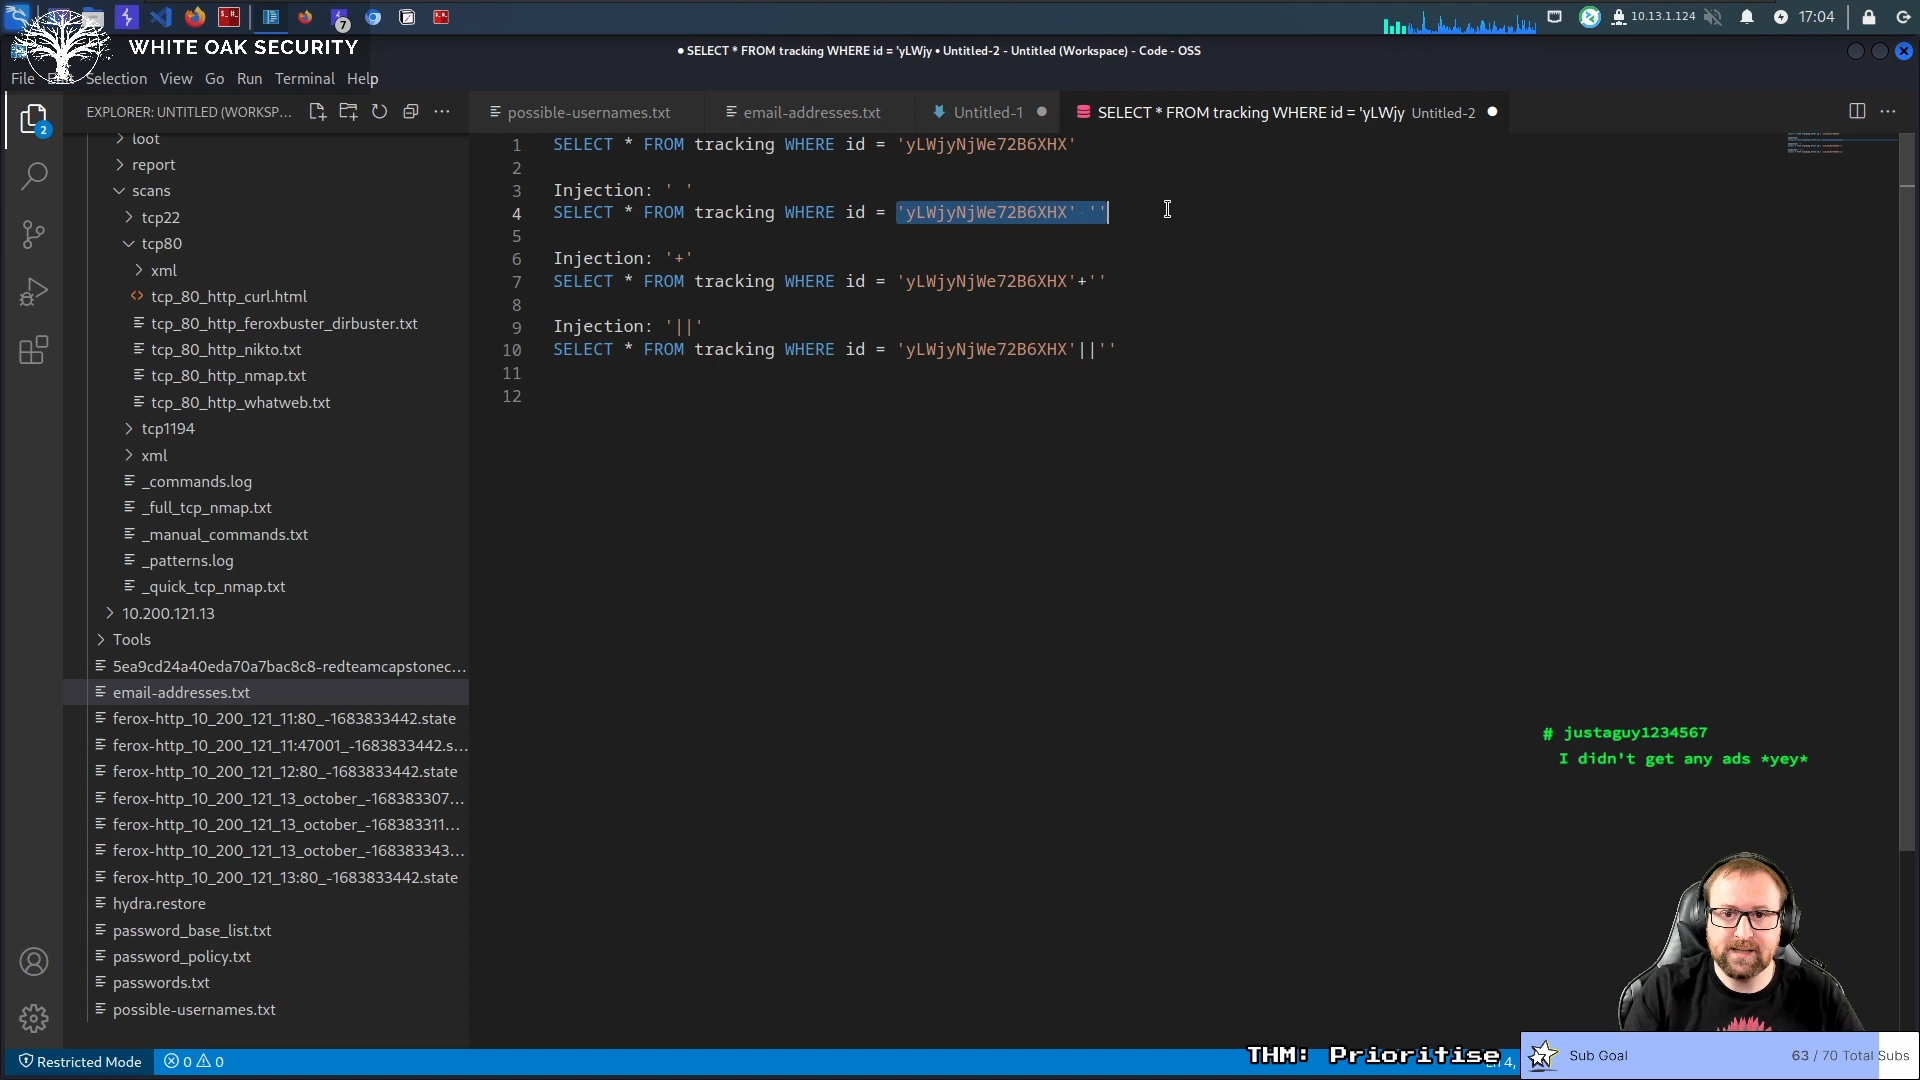 7
10.13.1.124
17:04
WHITE OAK SECURITY
● SELECT * FROM tracking WHERE id = 'yLWjy • Untitled-2 - Untitled (Workspace) - Code - OSS
File Selection View Go Run Terminal Help
EXPLORER: UNTITLED (WORKSP...
possible-usernames.txt
email-addresses.txt
Untitled-1
SELECT * FROM tracking WHERE id = 'yLWjy Untitled-2
2
loot
report
scans
tcp22
tcp80
xml
tcp_80_http_curl.html
tcp_80_http_feroxbuster_dirbuster.txt
tcp_80_http_nikto.txt
tcp_80_http_nmap.txt
tcp_80_http_whatweb.txt
tcp1194
xml
_commands.log
_full_tcp_nmap.txt
_manual_commands.txt
_patterns.log
_quick_tcp_nmap.txt
10.200.121.13
Tools
5ea9cd24a40eda70a7bac8c8-redteamcapstonec...
email-addresses.txt
ferox-http_10_200_121_11:80_-1683833442.state
ferox-http_10_200_121_11:47001_-1683833442.s...
ferox-http_10_200_121_12:80_-1683833442.state
ferox-http_10_200_121_13_october_-168383307...
ferox-http_10_200_121_13_october_-168383311...
ferox-http_10_200_121_13_october_-168383343...
ferox-http_10_200_121_13:80_-1683833442.state
hydra.restore
password_base_list.txt
password_policy.txt
passwords.txt
possible-usernames.txt
1 SELECT * FROM tracking WHERE id = 'yLWjyNjWe72B6XHX'
2
3 Injection: ' '
4 SELECT * FROM tracking WHERE id = 'yLWjyNjWe72B6XHX' ''
5
6 Injection: '+'
7 SELECT * FROM tracking WHERE id = 'yLWjyNjWe72B6XHX'+''
8
9 Injection: '||'
10 SELECT * FROM tracking WHERE id = 'yLWjyNjWe72B6XHX'||''
11
12
# justaguy1234567
I didn't get any ads *yey*
Restricted Mode 0 0
THM: Prioritise
Ln 4,
Sub Goal 63 / 70 Total Subs